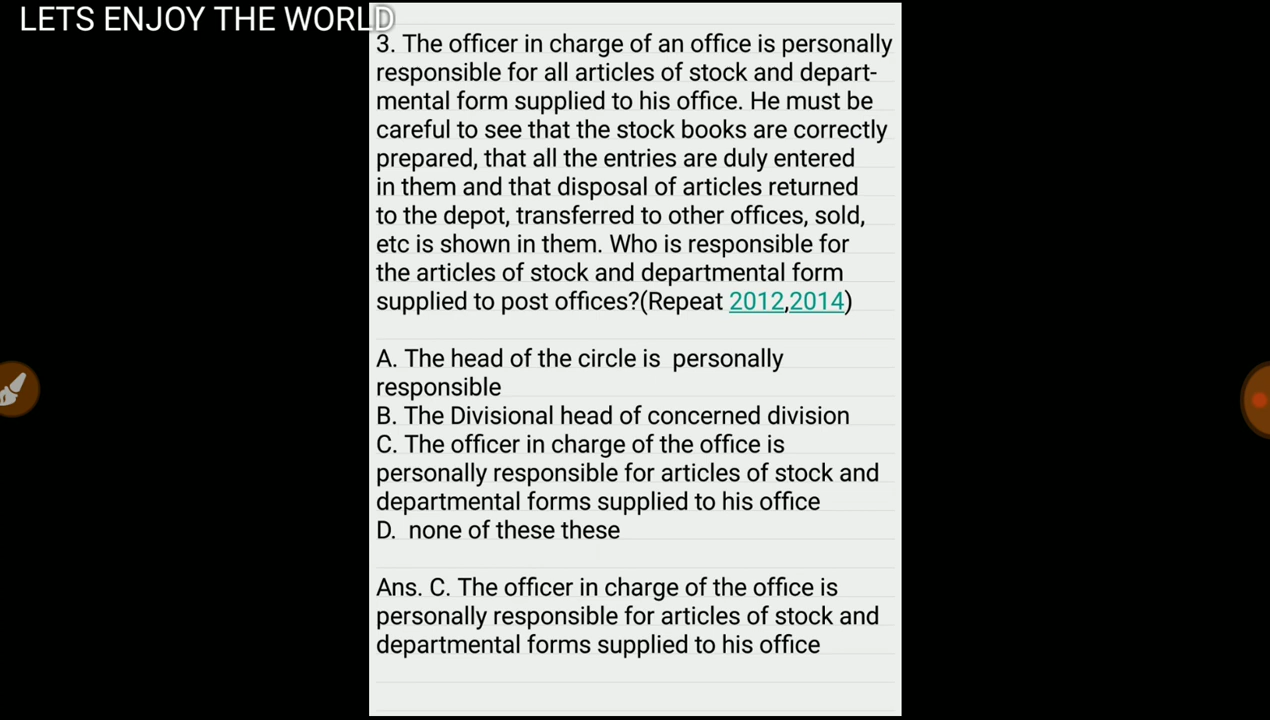 LETS ENJOY THE WORLD
3. The officer in charge of an office is personally
responsible for all articles of stock and depart-
mental form supplied to his office. He must be
careful to see that the stock books are correctly
prepared, that all the entries are duly entered
in them and that disposal of articles returned
to the depot, transferred to other offices, sold,
etc is shown in them. Who is responsible for
the articles of stock and departmental form
supplied to post offices?(Repeat 2012,2014)
A. The head of the circle is personally
responsible
B. The Divisional head of concerned division
C. The officer in charge of the office is
personally responsible for articles of stock and
departmental forms supplied to his office
D. none of these these
Ans. C. The officer in charge of the office is
personally responsible for articles of stock and
departmental forms supplied to his office